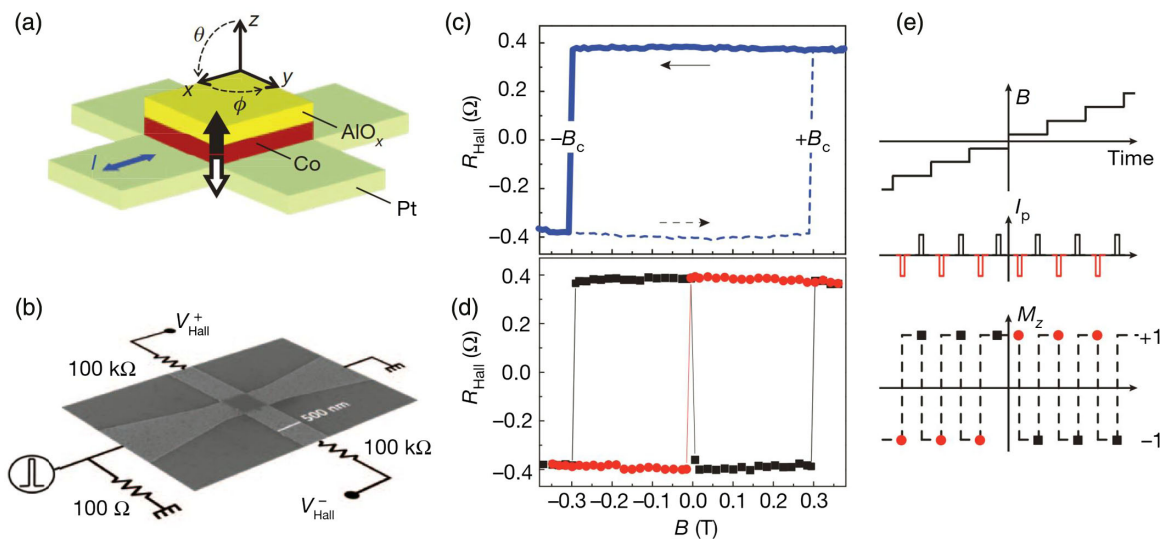 (a)
z
θ
x
y
ϕ
AlOx
Co
I
Pt
(b)
V+Hall
100 kΩ
500 nm
100 kΩ
100 Ω
V−Hall
(c)
0.4
0.2
0.0
−0.2
−0.4
RHall (Ω)
−Bc
+Bc
(d)
0.4
0.2
0.0
−0.2
−0.4
RHall (Ω)
−0.3 −0.2 −0.1 0.0 0.1 0.2 0.3
B (T)
(e)
B
Time
Ip
Mz
+1
−1